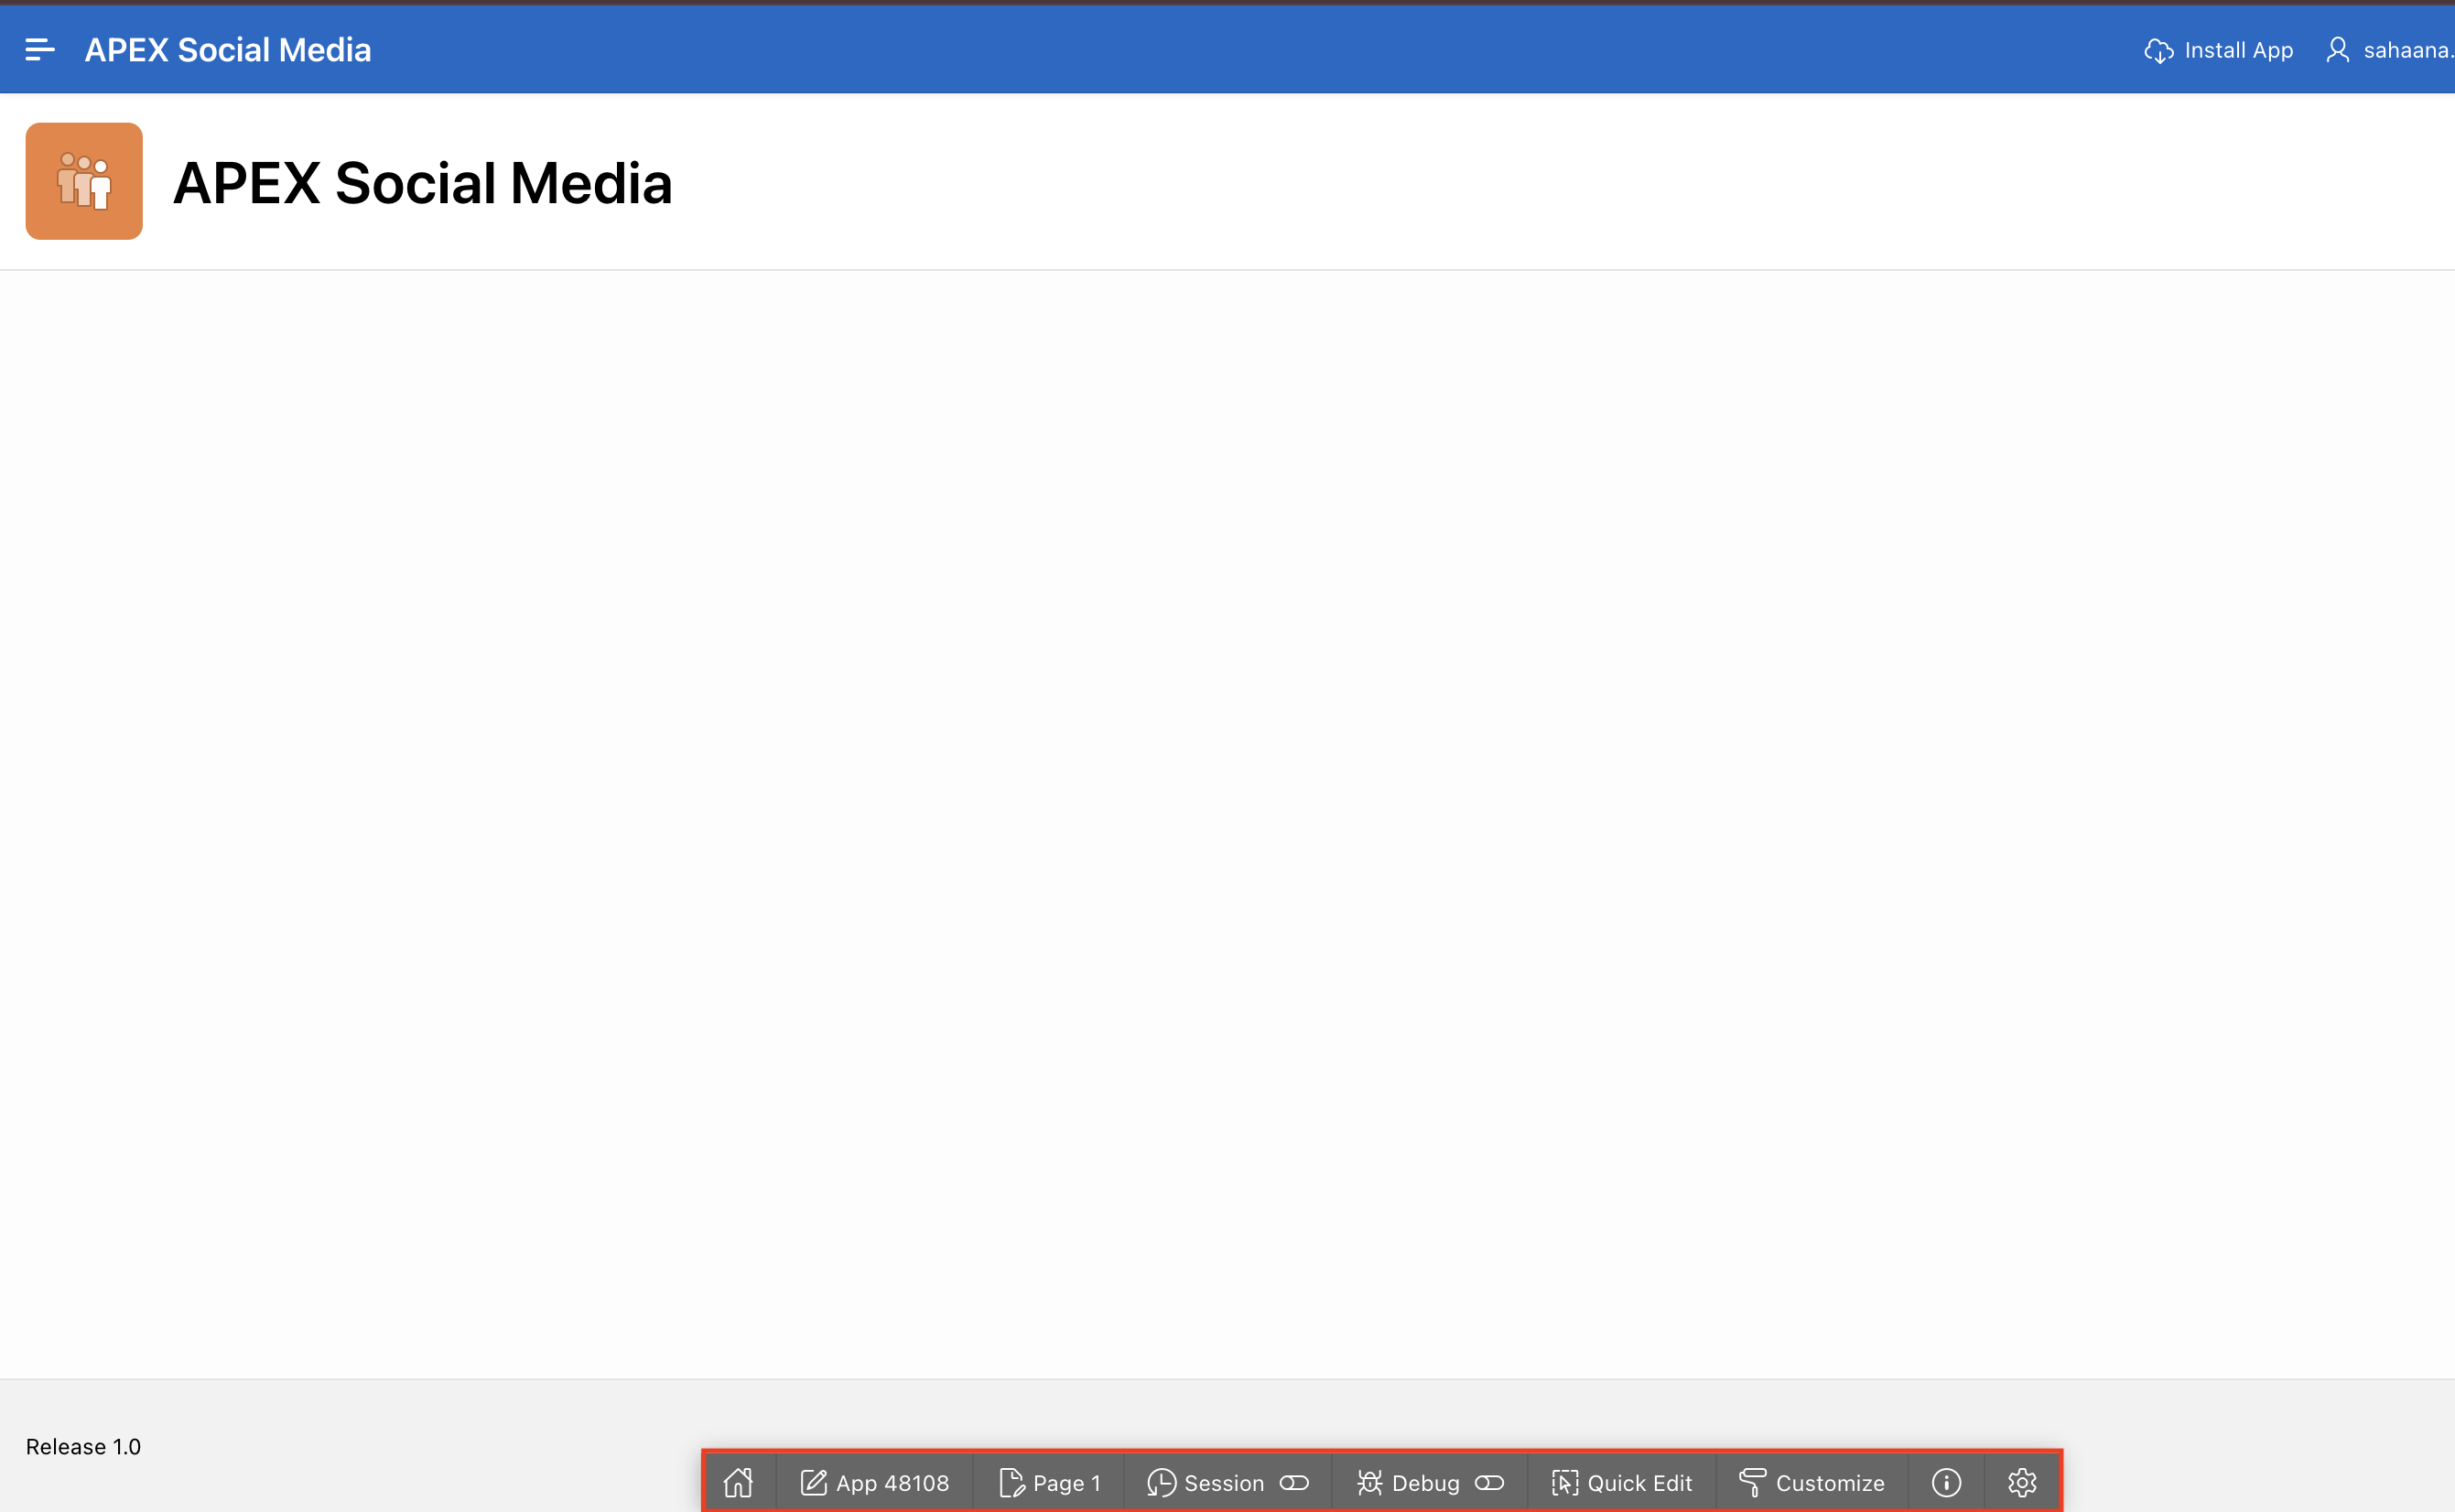 APEX Social Media
Install App
sahaana.
APEX Social Media
Release 1.0
App 48108
Page 1
Session
Debug
Quick Edit
Customize